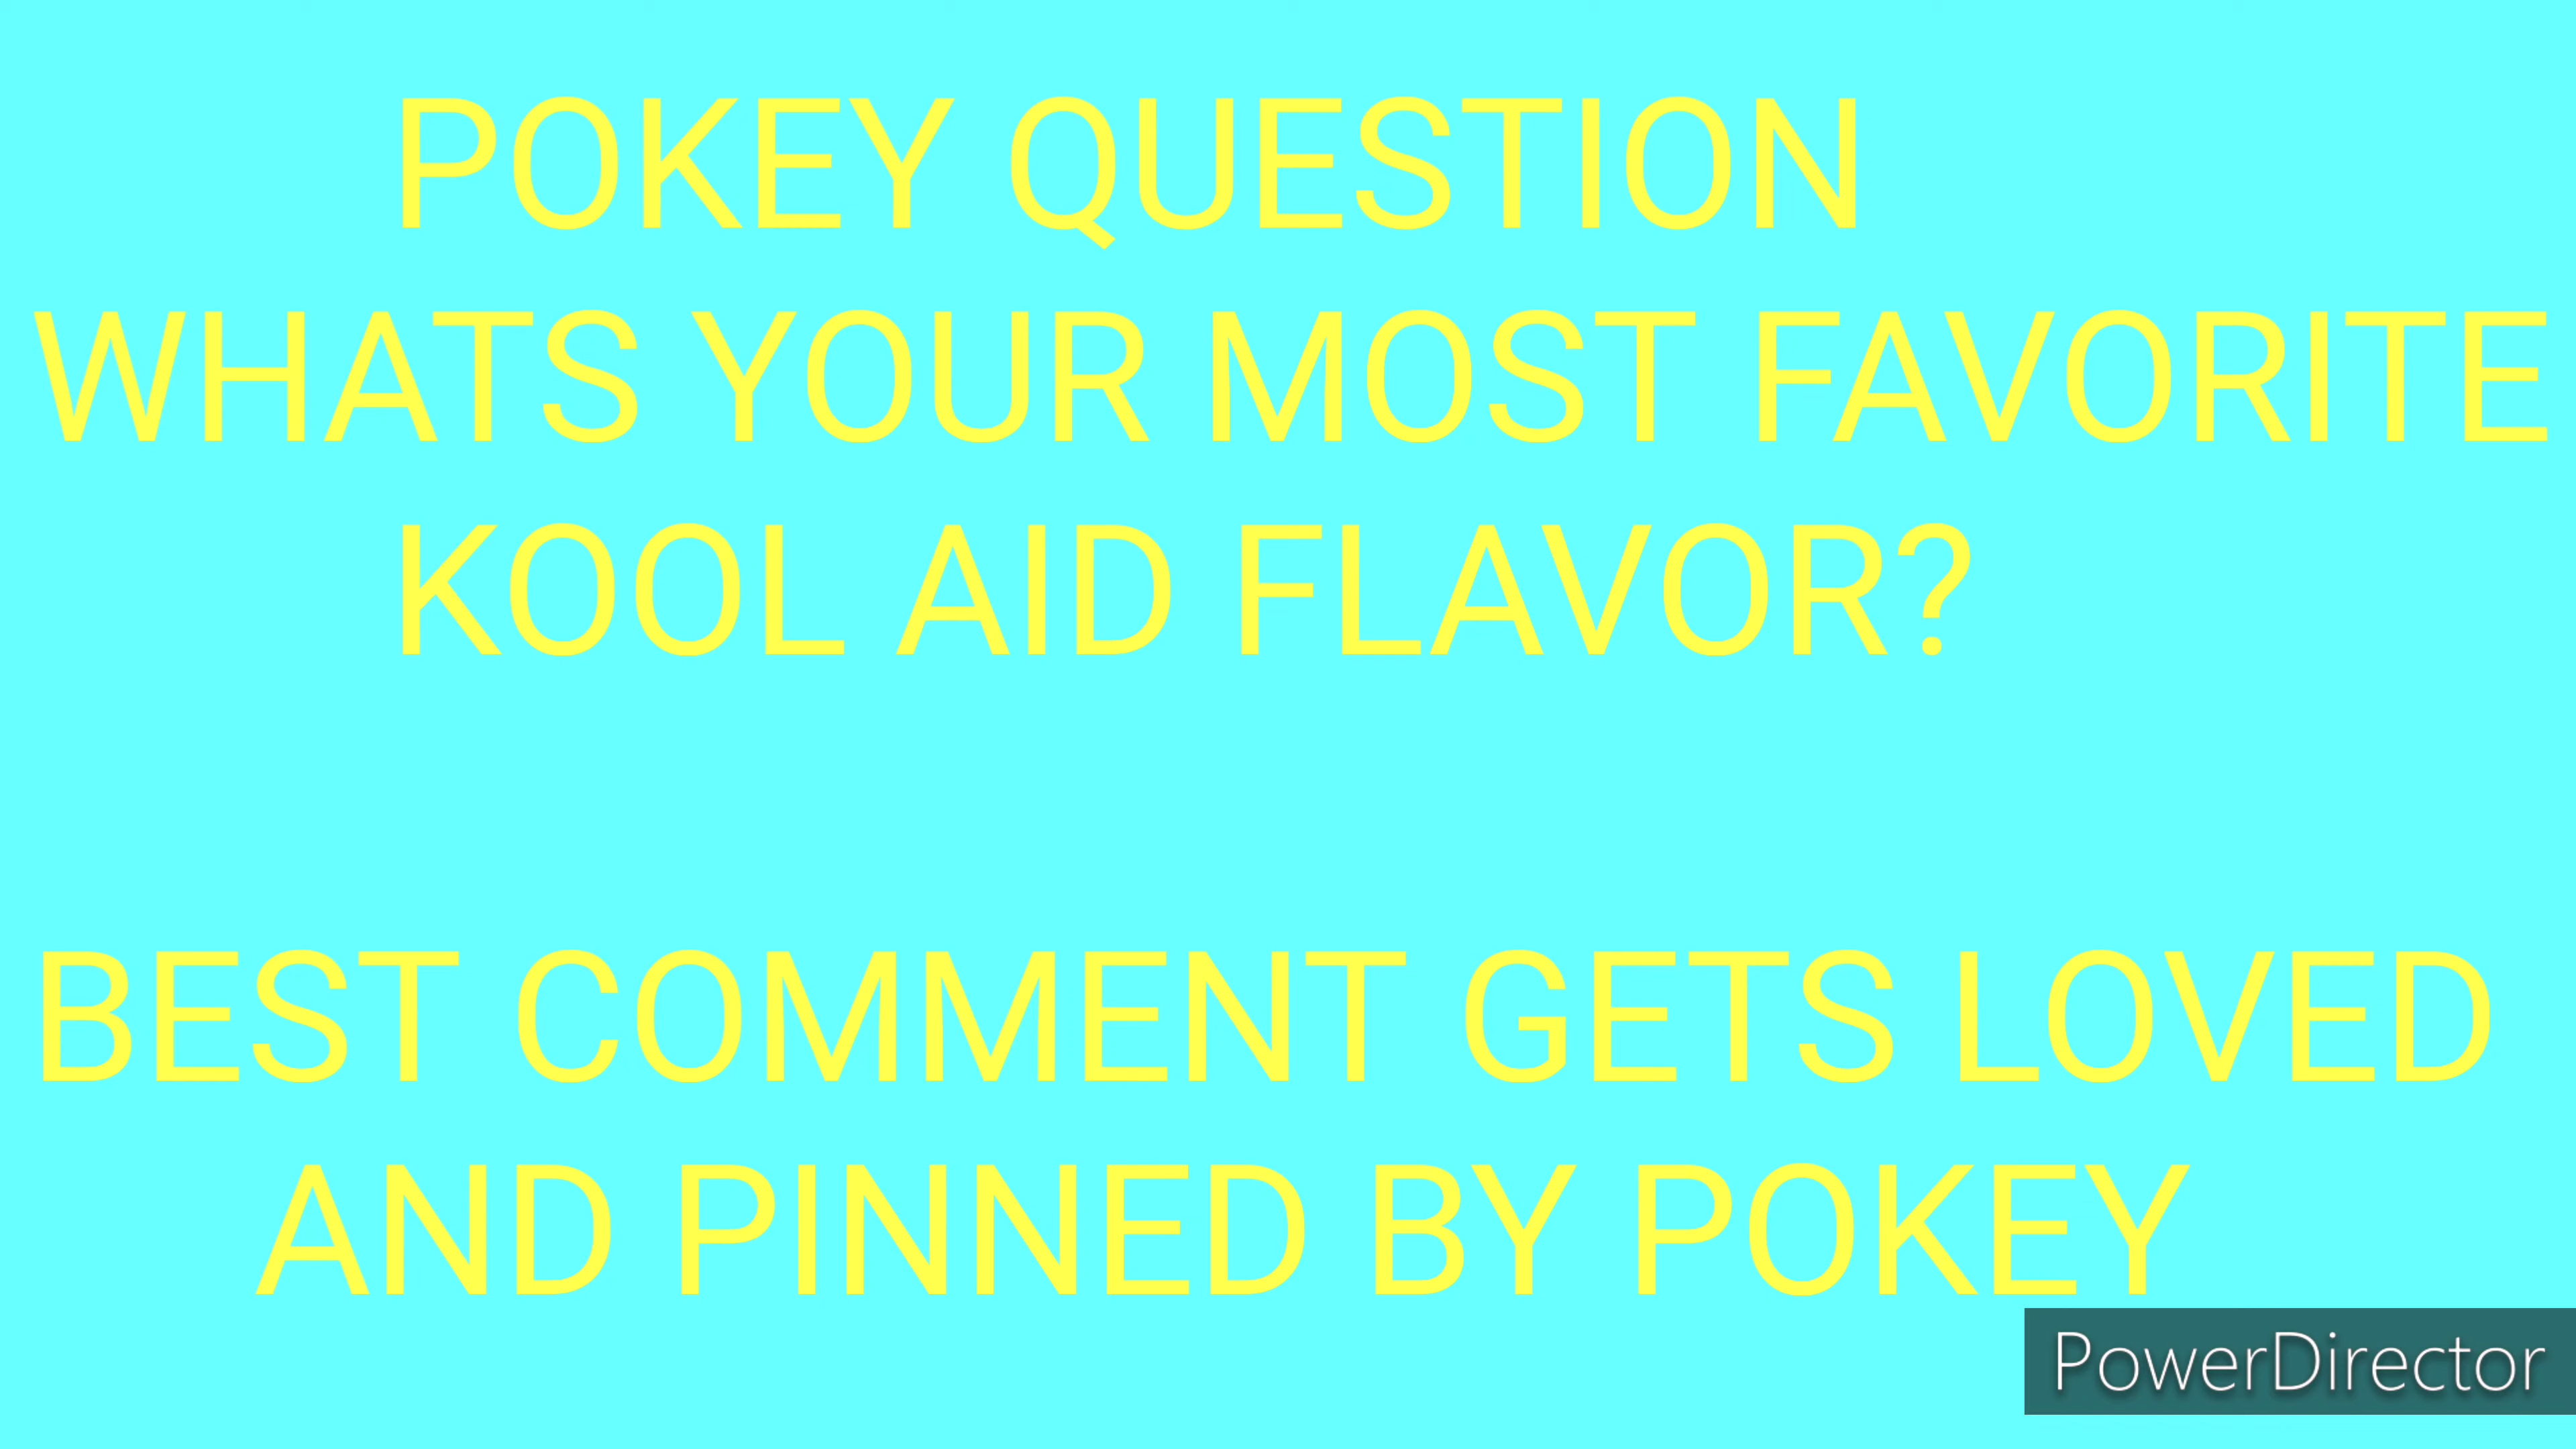 POKEY QUESTION
WHATS YOUR MOST FAVORITE
KOOL AID FLAVOR?
BEST COMMENT GETS LOVED
AND PINNED BY POKEY
PowerDirector